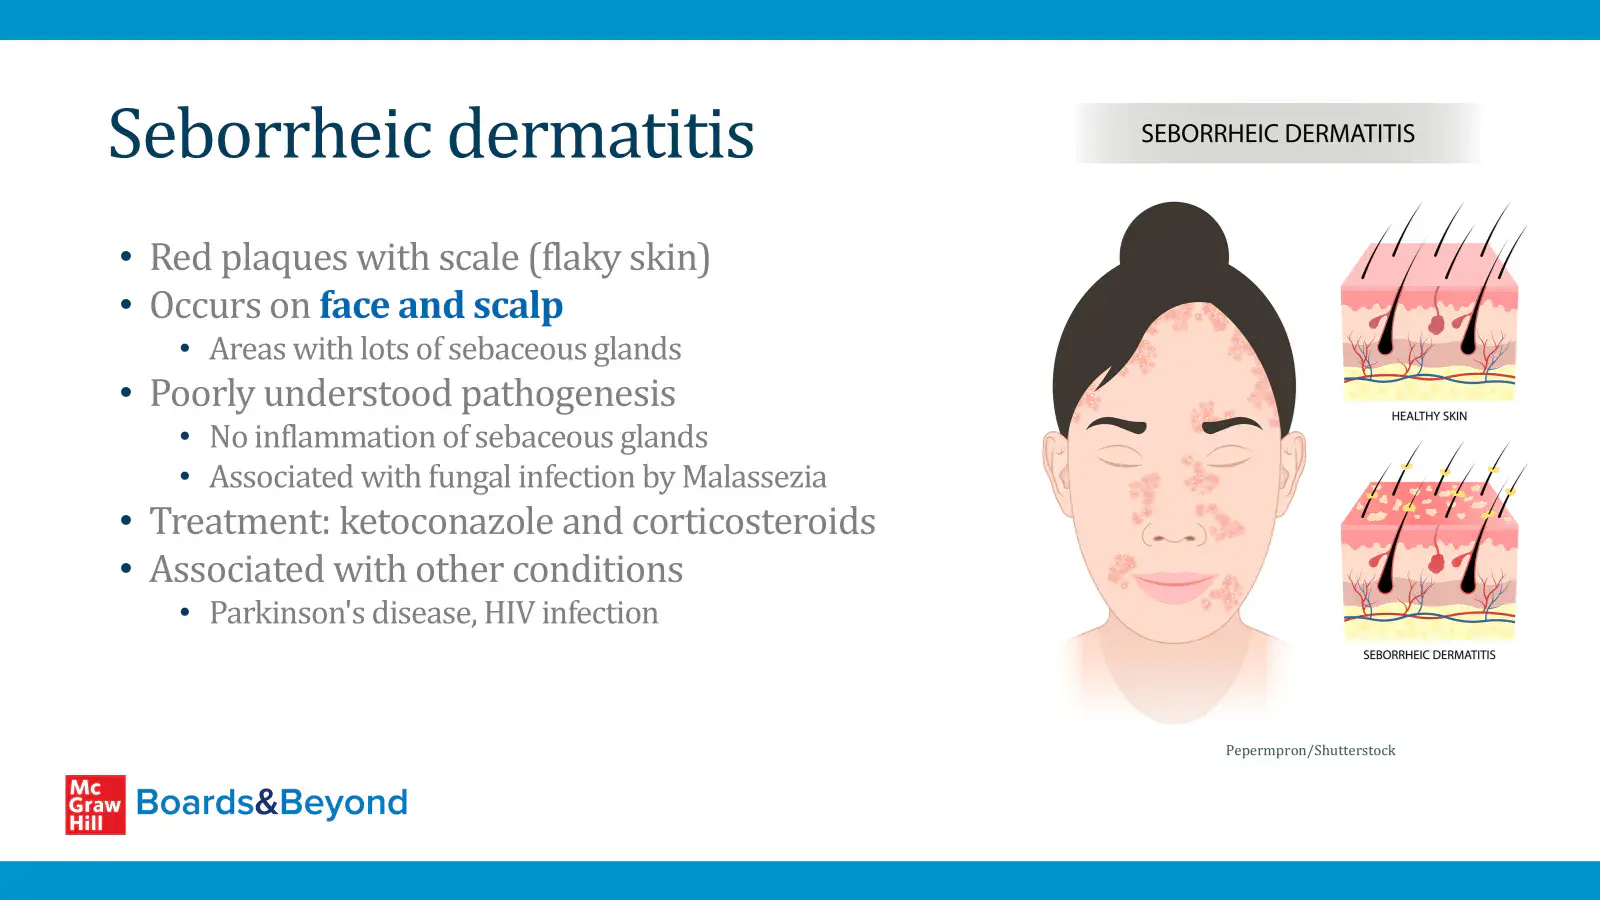 Seborrheic dermatitis
• Red plaques with scale (flaky skin)
• Occurs on face and scalp
• Areas with lots of sebaceous glands
• Poorly understood pathogenesis
• No inflammation of sebaceous glands
• Associated with fungal infection by Malassezia
• Treatment: ketoconazole and corticosteroids
• Associated with other conditions
• Parkinson's disease, HIV infection
SEBORRHEIC DERMATITIS
HEALTHY SKIN
SEBORRHEIC DERMATITIS
Pepermpron/Shutterstock
Mc
Graw
Hill
Boards&Beyond